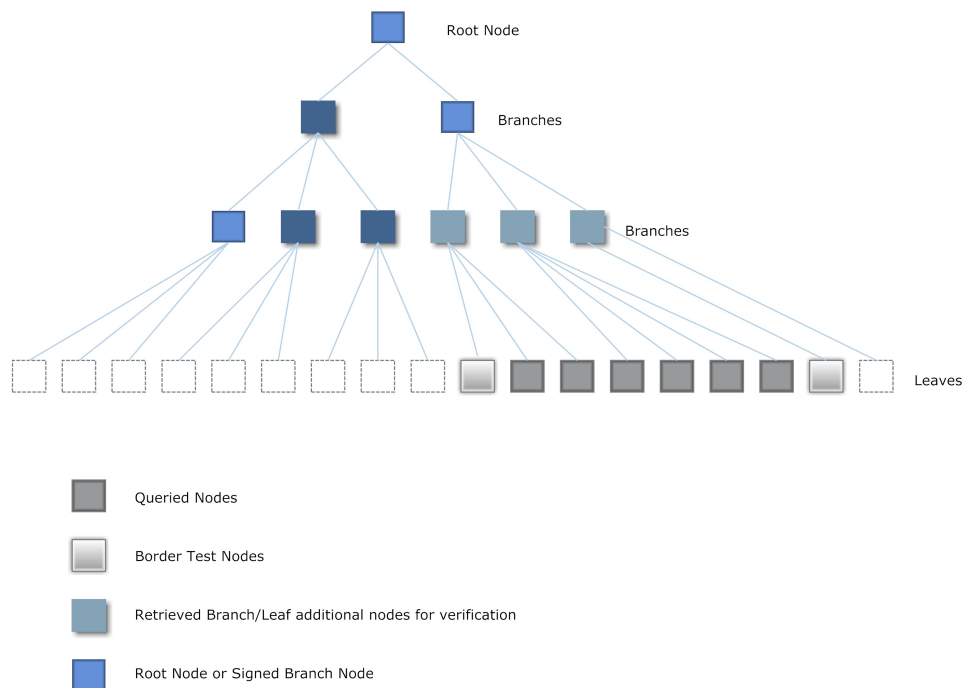 Root Node
Branches
Branches
Leaves
Queried Nodes
Border Test Nodes
Retrieved Branch/Leaf additional nodes for verification
Root Node or Signed Branch Node